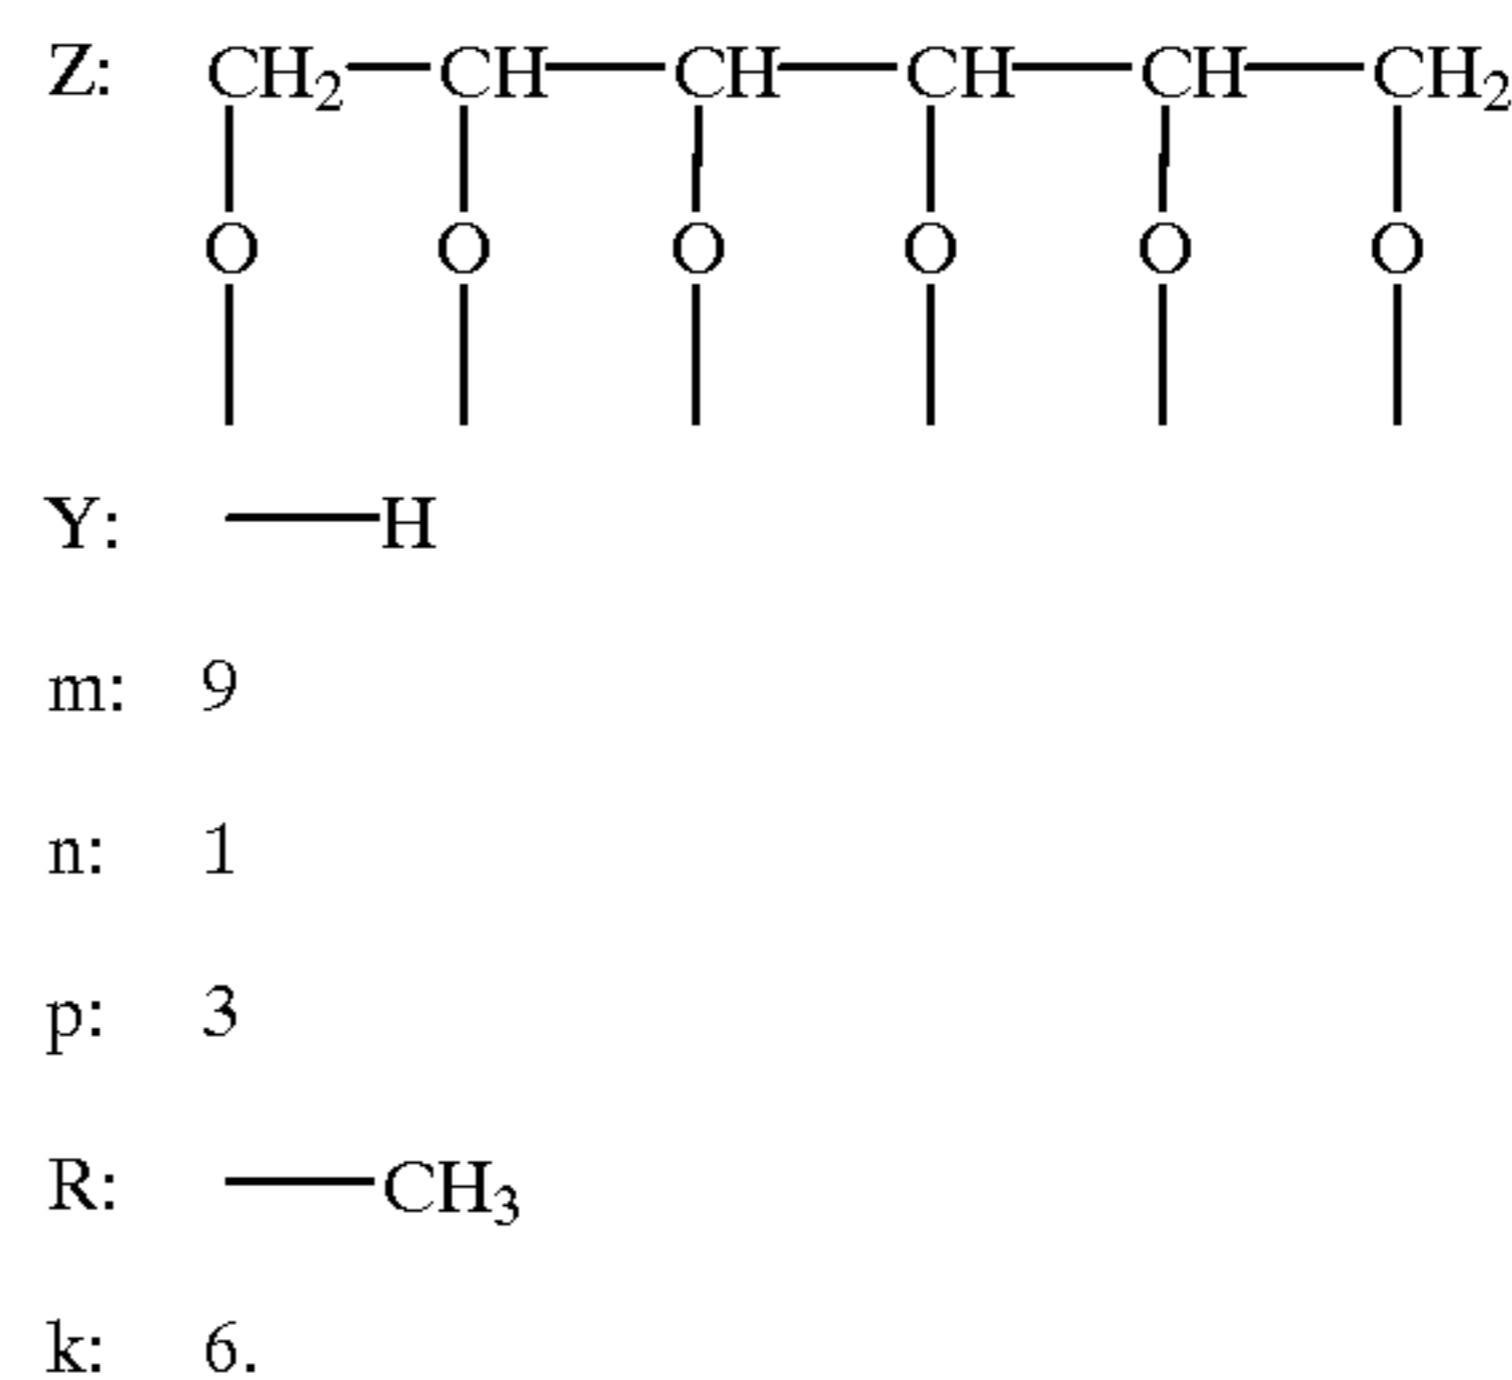 Z: CH₂—CH—CH—CH—CH—CH₂
O O O O O O
Y: —H
m: 9
n: 1
p: 3
R: —CH₃
k: 6.